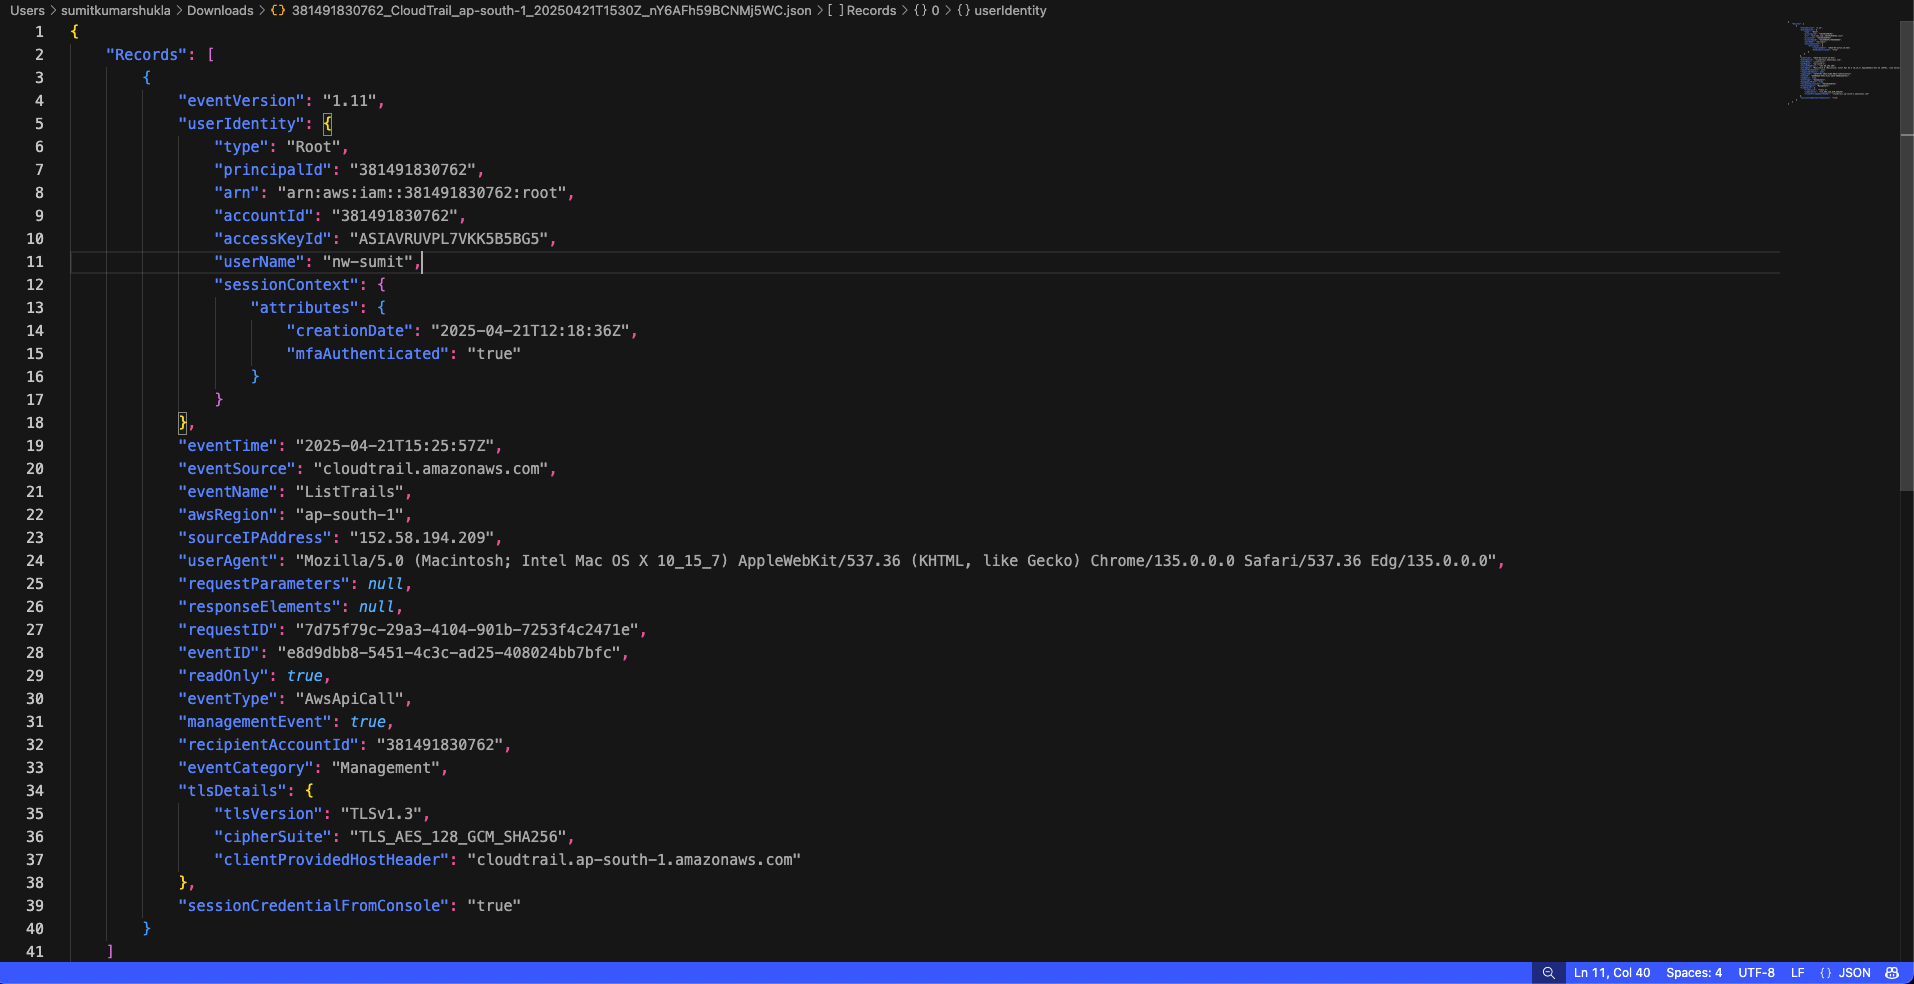 Users > sumitkumarshukla > Downloads > {} 381491830762_CloudTrail_ap-south-1_20250421T1530Z_nY6AFh59BCNMj5WC.json > [ ] Records > {} 0 > {} userIdentity
1 {
2 "Records": [
3 {
4 "eventVersion": "1.11",
5 "userIdentity": {
6 "type": "Root",
7 "principalId": "381491830762",
8 "arn": "arn:aws:iam::381491830762:root",
9 "accountId": "381491830762",
10 "accessKeyId": "ASIAVRUVPL7VKK5B5BG5",
11 "userName": "nw-sumit",
12 "sessionContext": {
13 "attributes": {
14 "creationDate": "2025-04-21T12:18:36Z",
15 "mfaAuthenticated": "true"
16 }
17 }
18 },
19 "eventTime": "2025-04-21T15:25:57Z",
20 "eventSource": "cloudtrail.amazonaws.com",
21 "eventName": "ListTrails",
22 "awsRegion": "ap-south-1",
23 "sourceIPAddress": "152.58.194.209",
24 "userAgent": "Mozilla/5.0 (Macintosh; Intel Mac OS X 10_15_7) AppleWebKit/537.36 (KHTML, like Gecko) Chrome/135.0.0.0 Safari/537.36 Edg/135.0.0.0",
25 "requestParameters": null,
26 "responseElements": null,
27 "requestID": "7d75f79c-29a3-4104-901b-7253f4c2471e",
28 "eventID": "e8d9dbb8-5451-4c3c-ad25-408024bb7bfc",
29 "readOnly": true,
30 "eventType": "AwsApiCall",
31 "managementEvent": true,
32 "recipientAccountId": "381491830762",
33 "eventCategory": "Management",
34 "tlsDetails": {
35 "tlsVersion": "TLSv1.3",
36 "cipherSuite": "TLS_AES_128_GCM_SHA256",
37 "clientProvidedHostHeader": "cloudtrail.ap-south-1.amazonaws.com"
38 },
39 "sessionCredentialFromConsole": "true"
40 }
41 ]
Ln 11, Col 40 Spaces: 4 UTF-8 LF {} JSON